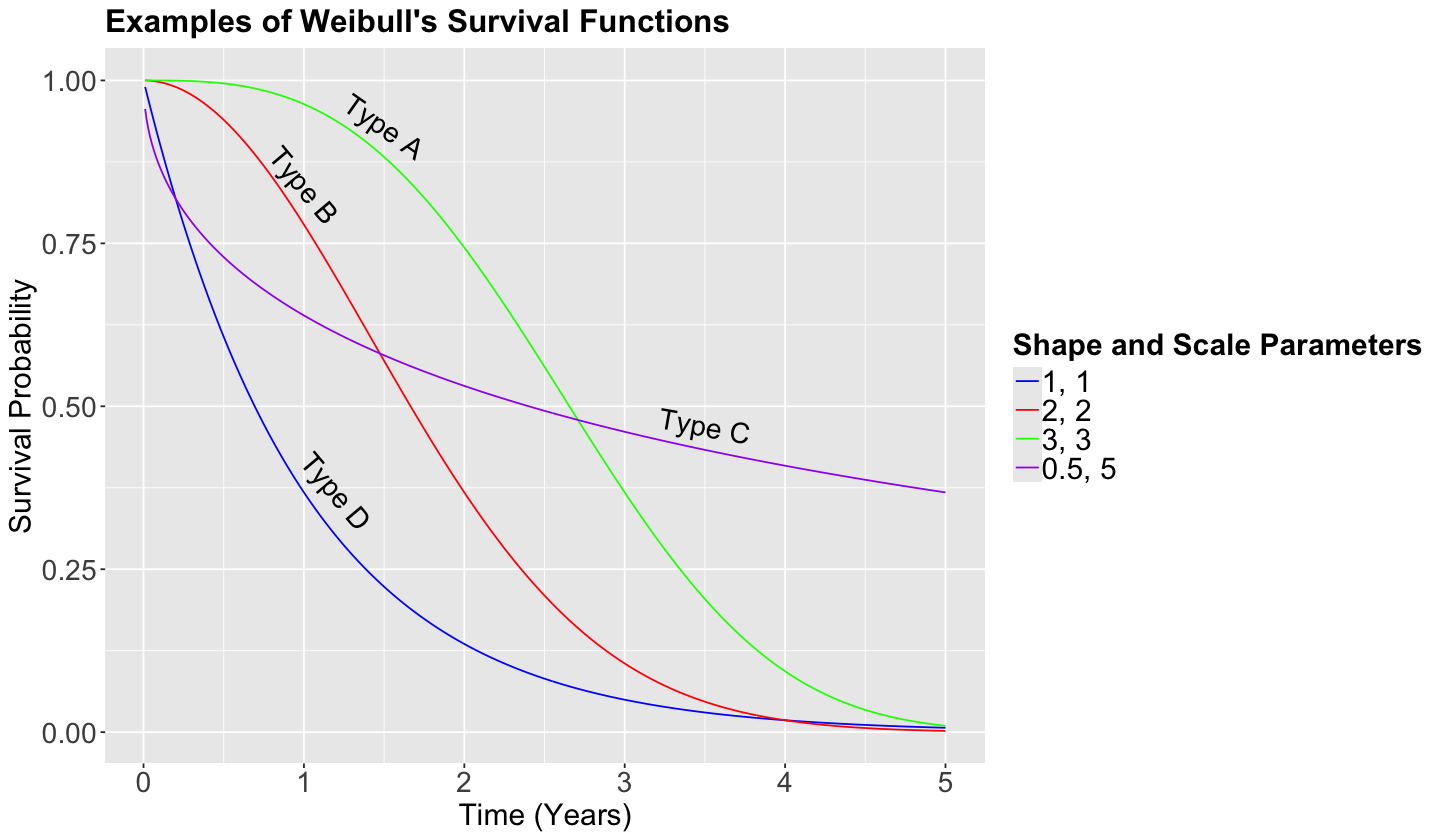 Examples of Weibull's Survival Functions
1.00
0.75
0.50
0.25
0.00
Survival Probability
Type A
Type B
Type C
Type D
0 1 2 3 4 5
Time (Years)
Shape and Scale Parameters
1, 1
2, 2
3, 3
0.5, 5